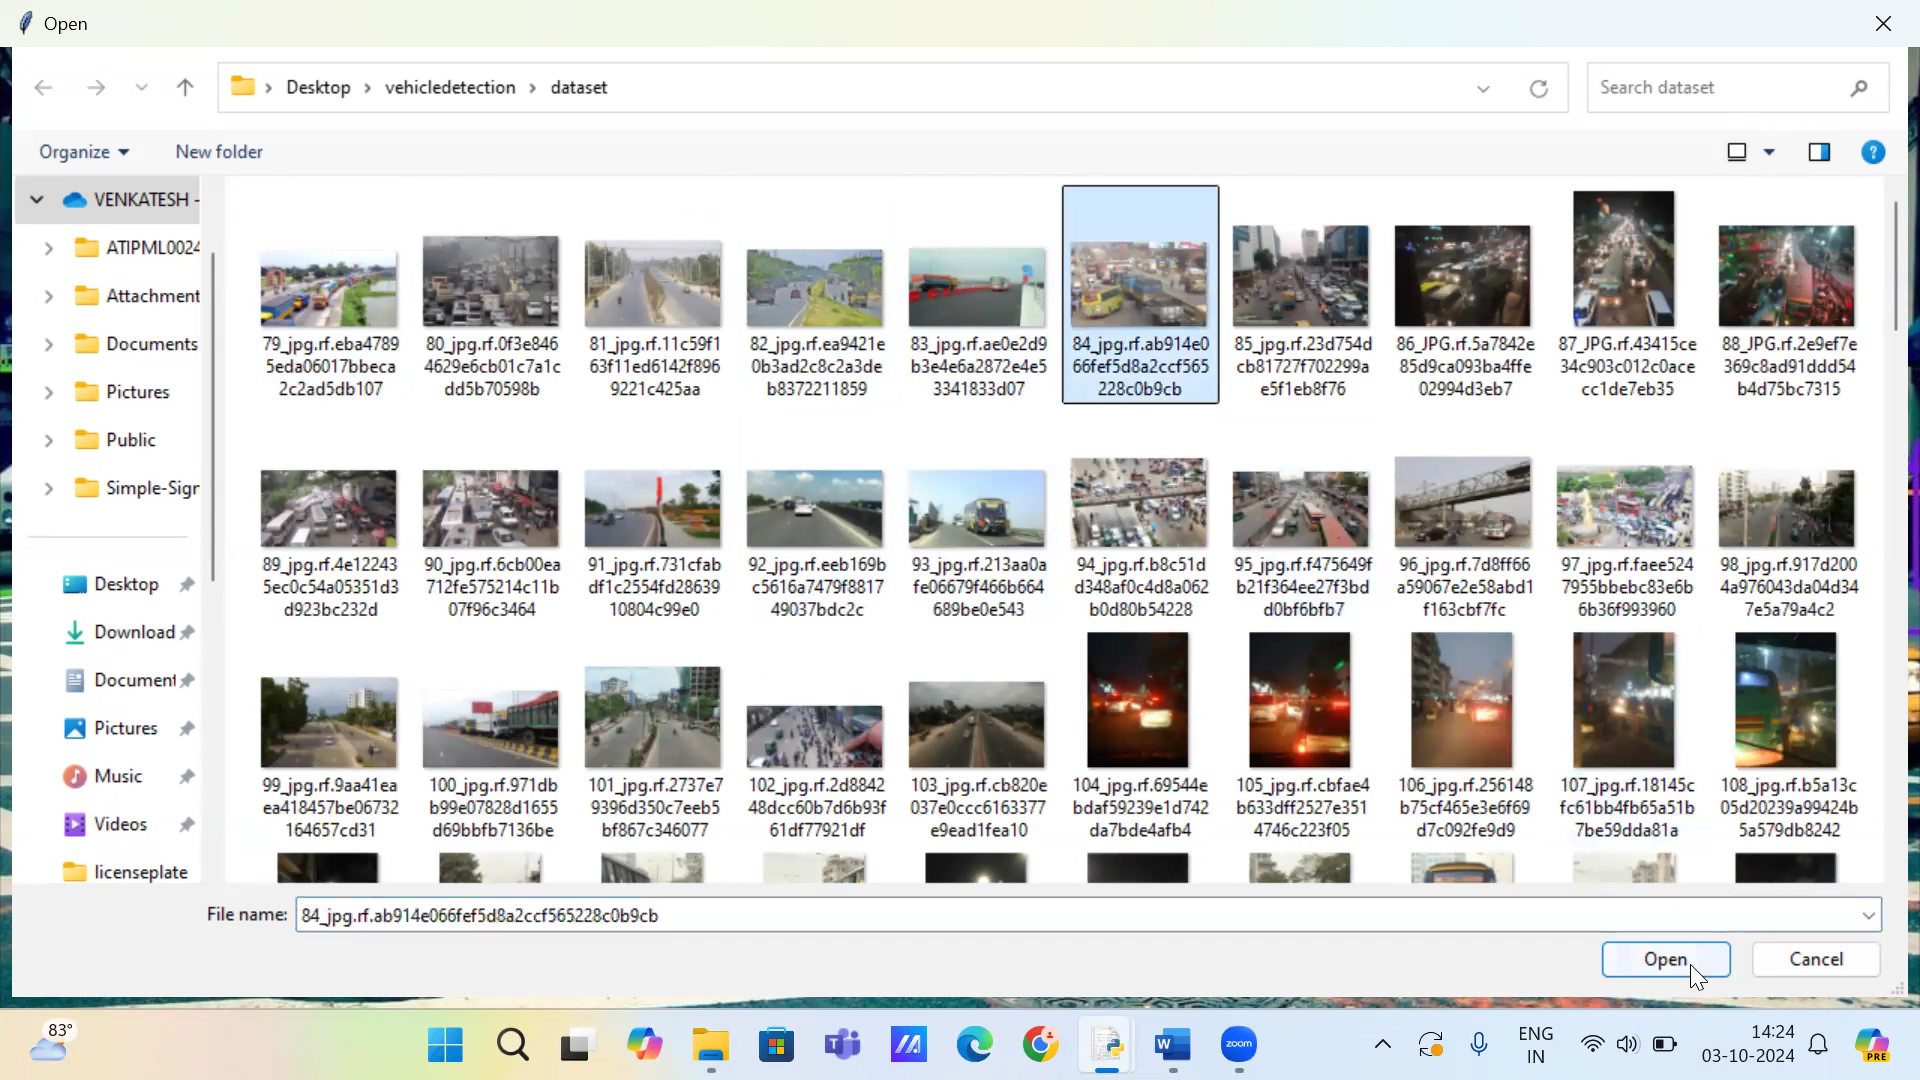 Open
Desktop > vehicledetection > dataset
Search dataset
Organize
New folder
VENKATESH -
ATIPML0024
Attachment
Documents
Pictures
Public
Simple-Sigr
Desktop
Download
Document
Pictures
Music
Videos
licenseplate
79_jpg.rf.eba4789
5eda06017bbeca
2c2ad5db107
80_jpg.rf.0f3e846
4629e6cb01c7a1c
dd5b70598b
81_jpg.rf.11c59f1
63f11ed6142f896
9221c425aa
82_jpg.rf.ea9421e
0b3ad2c8c2a3de
b8372211859
83_jpg.rf.ae0e2d9
b3e4e6a2872e4e5
3341833d07
84_jpg.rf.ab914e0
66fef5d8a2ccf565
228c0b9cb
85_jpg.rf.23d754d
cb81727f702299a
e5f1eb8f76
86_JPG.rf.5a7842e
85d9ca093ba4ffe
02994d3eb7
87_JPG.rf.43415ce
34c903c012c0ace
cc1de7eb35
88_JPG.rf.2e9ef7e
369c8ad91ddd54
b4d75bc7315
89_jpg.rf.4e12243
5ec0c54a05351d3
d923bc232d
90_jpg.rf.6cb00ea
712fe575214c11b
07f96c3464
91_jpg.rf.731cfab
df1c2554fd28639
10804c99e0
92_jpg.rf.eeb169b
c5616a7479f8817
49037bdc2c
93_jpg.rf.213aa0a
fe06679f466b664
689be0e543
94_jpg.rf.b8c51d
d348af0c4d8a062
b0d80b54228
95_jpg.rf.f475649f
b21f364ee27f3bd
d0bf6bfb7
96_jpg.rf.7d8ff66
a59067e2e58abd1
f163cbf7fc
97_jpg.rf.faee524
7955bbebc83e6b
6b36f993960
98_jpg.rf.917d200
4a976043da04d34
7e5a79a4c2
99_jpg.rf.9aa41ea
ea418457be06732
164657cd31
100_jpg.rf.971db
b99e07828d1655
d69bbfb7136be
101_jpg.rf.2737e7
9396d350c7eeb5
bf867c346077
102_jpg.rf.2d8842
48dcc60b7d6b93f
61df77921df
103_jpg.rf.cb820e
037e0ccc6163377
e9ead1fea10
104_jpg.rf.69544e
bdaf59239e1d742
da7bde4afb4
105_jpg.rf.cbfae4
b633dff2527e351
4746c223f05
106_jpg.rf.256148
b75cf465e3e6f69
d7c092fe9d9
107_jpg.rf.18145c
fc61bb4fb65a51b
7be59dda81a
108_jpg.rf.b5a13c
05d20239a99424b
5a579db8242
File name: 84_jpg.rf.ab914e066fef5d8a2ccf565228c0b9cb
Open
Cancel
83°
zoom
ENG
IN
14:24
03-10-2024
PRE